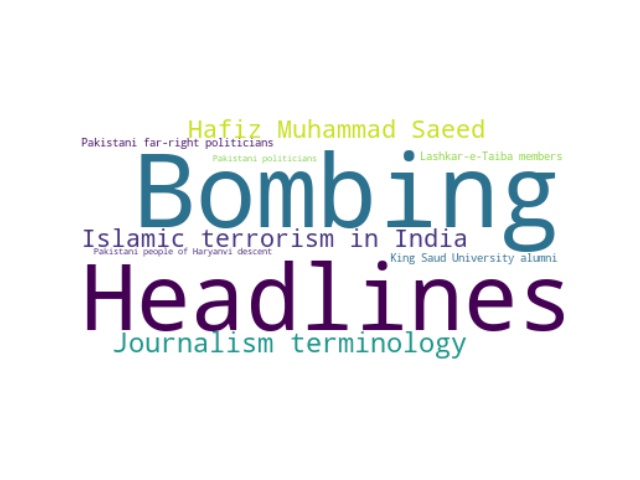 Hafiz Muhammad Saeed
Pakistani far-right politicians
Pakistani politicians
Lashkar-e-Taiba members
Bombing
Islamic terrorism in India
Pakistani people of Haryanvi descent
King Saud University alumni
Headlines
Journalism terminology